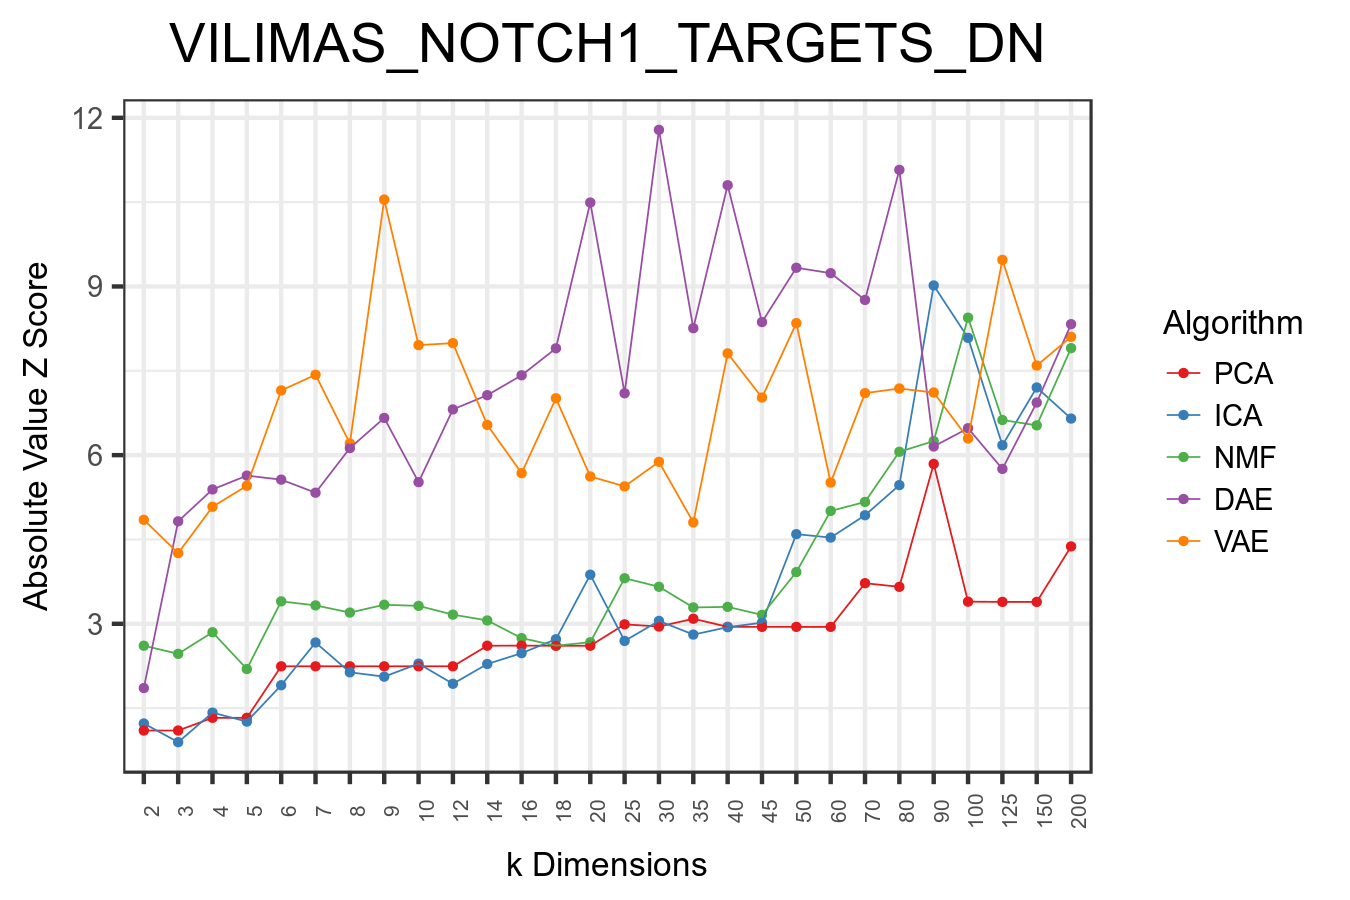 VILIMAS_NOTCH1_TARGETS_DN
12
9
6
3
Absolute Value Z Score
2 3 4 5 6 7 8 9 10 12 14 16 18 20 25 30 35 40 45 50 60 70 80 90 100 125 150 200
k Dimensions
Algorithm
PCA
ICA
NMF
DAE
VAE